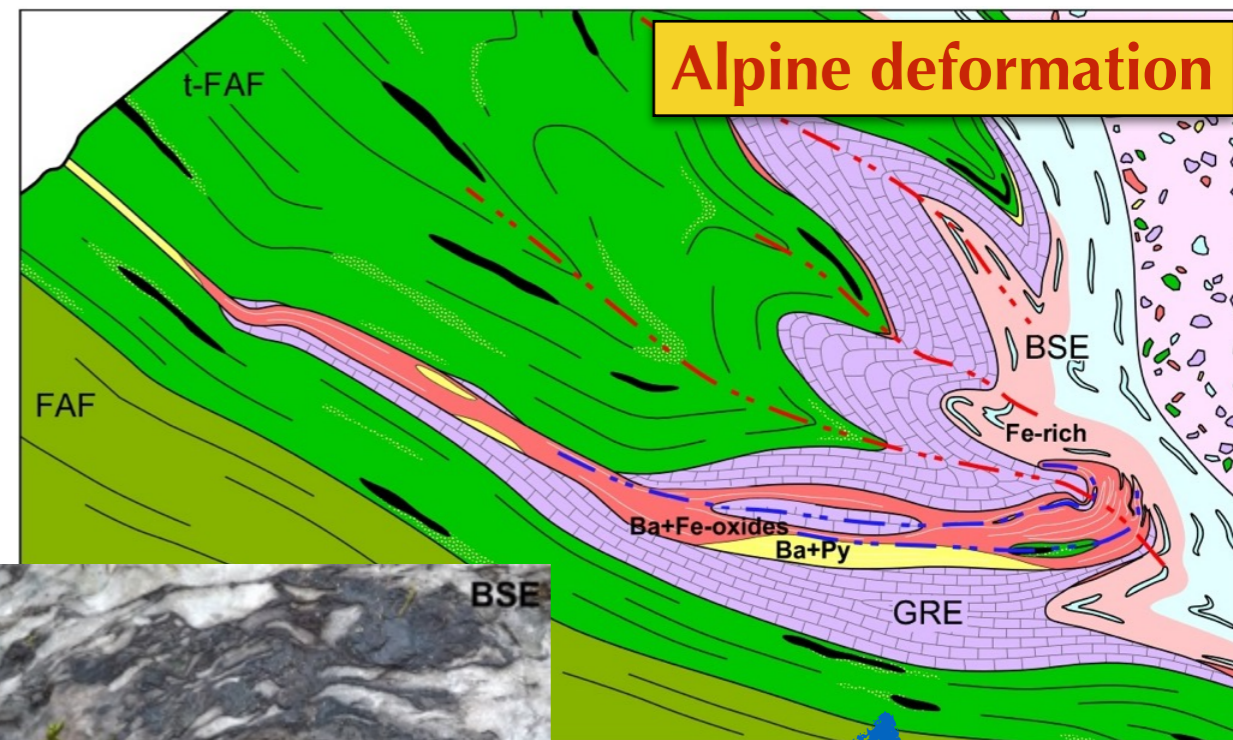 Alpine deformation
t-FAF
FAF
BSE
Fe-rich
Ba+Fe-oxides
Ba+Py
BSE
GRE